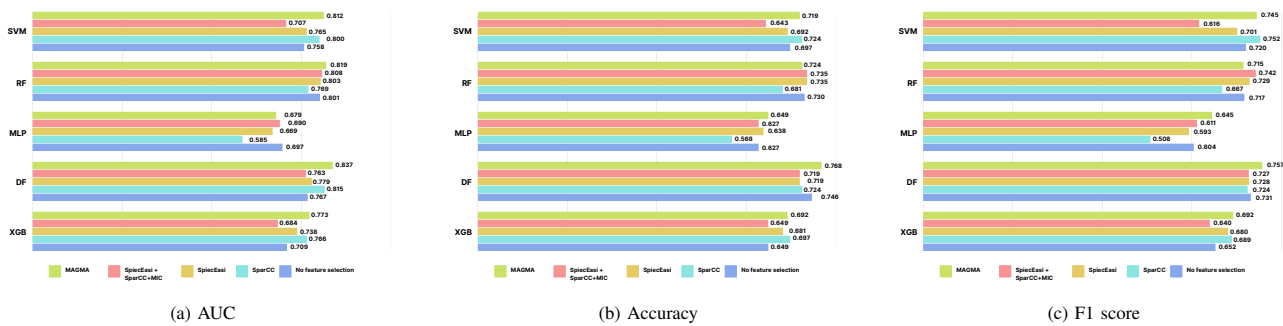 SVM
0.812
0.707
0.765
0.800
0.758
RF
0.819
0.808
0.803
0.769
0.801
MLP
0.679
0.690
0.669
0.585
0.697
DF
0.837
0.763
0.779
0.815
0.767
XGB
0.773
0.684
0.738
0.766
0.709
MAGMA
SpiecEasi +
SparCC+MIC
SpiecEasi
SparCC
No feature selection
(a) AUC
SVM
0.719
0.643
0.692
0.724
0.697
RF
0.724
0.735
0.735
0.681
0.730
MLP
0.649
0.627
0.638
0.568
0.627
DF
0.768
0.719
0.719
0.724
0.746
XGB
0.692
0.649
0.681
0.697
0.649
MAGMA
SpiecEasi +
SparCC+MIC
SpiecEasi
SparCC
No feature selection
(b) Accuracy
SVM
0.745
0.616
0.701
0.752
0.720
RF
0.715
0.742
0.729
0.667
0.717
MLP
0.645
0.611
0.593
0.508
0.604
DF
0.757
0.727
0.728
0.724
0.731
XGB
0.692
0.640
0.680
0.689
0.652
MAGMA
SpiecEasi +
SparCC+MIC
SpiecEasi
SparCC
No feature selection
(c) F1 score